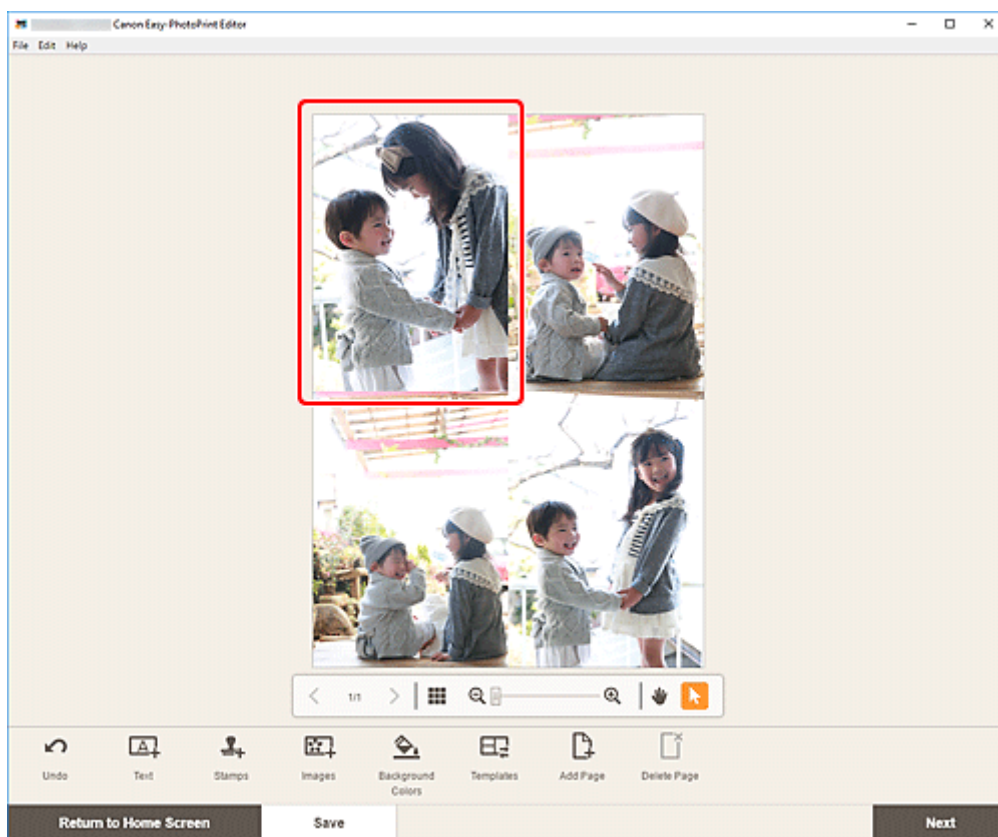 Canon Easy-PhotoPrint Editor
File Edit Help
1/1
Undo Text Stamps Images Background Colors Templates Add Page Delete Page
Return to Home Screen Save Next